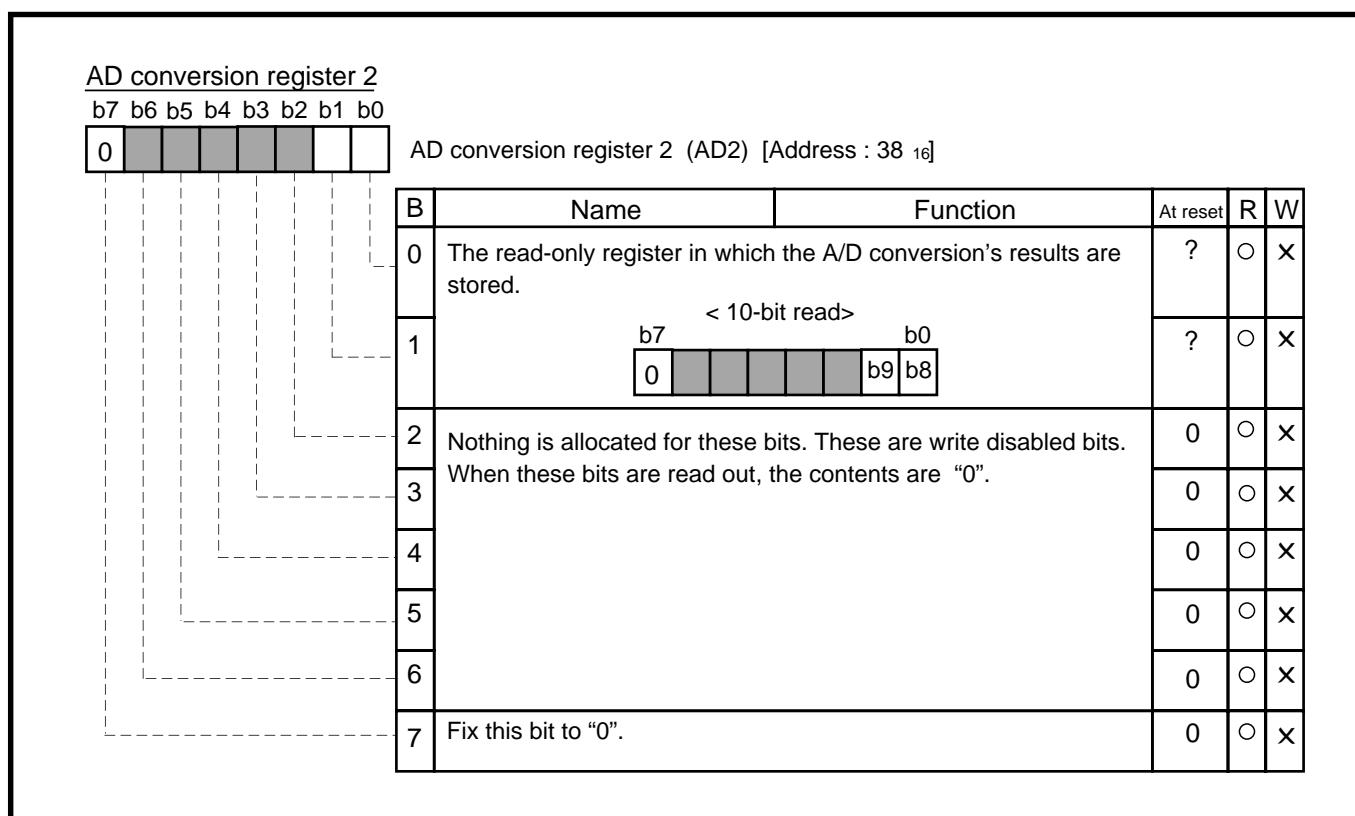 AD conversion register 2
b7 b6 b5 b4 b3 b2 b1 b0
0
AD conversion register 2 (AD2) [Address : 38 16]
B Name Function At reset R W
0 The read-only register in which the A/D conversion’s results are ? ○ ×
stored.
< 10-bit read>
b7 b0
1 ? ○ ×
0 b9 b8
2 Nothing is allocated for these bits. These are write disabled bits. 0 ○ ×
When these bits are read out, the contents are “0”.
3 0 ○ ×
4 0 ○ ×
5 0 ○ ×
6 0 ○ ×
7 Fix this bit to “0”. 0 ○ ×